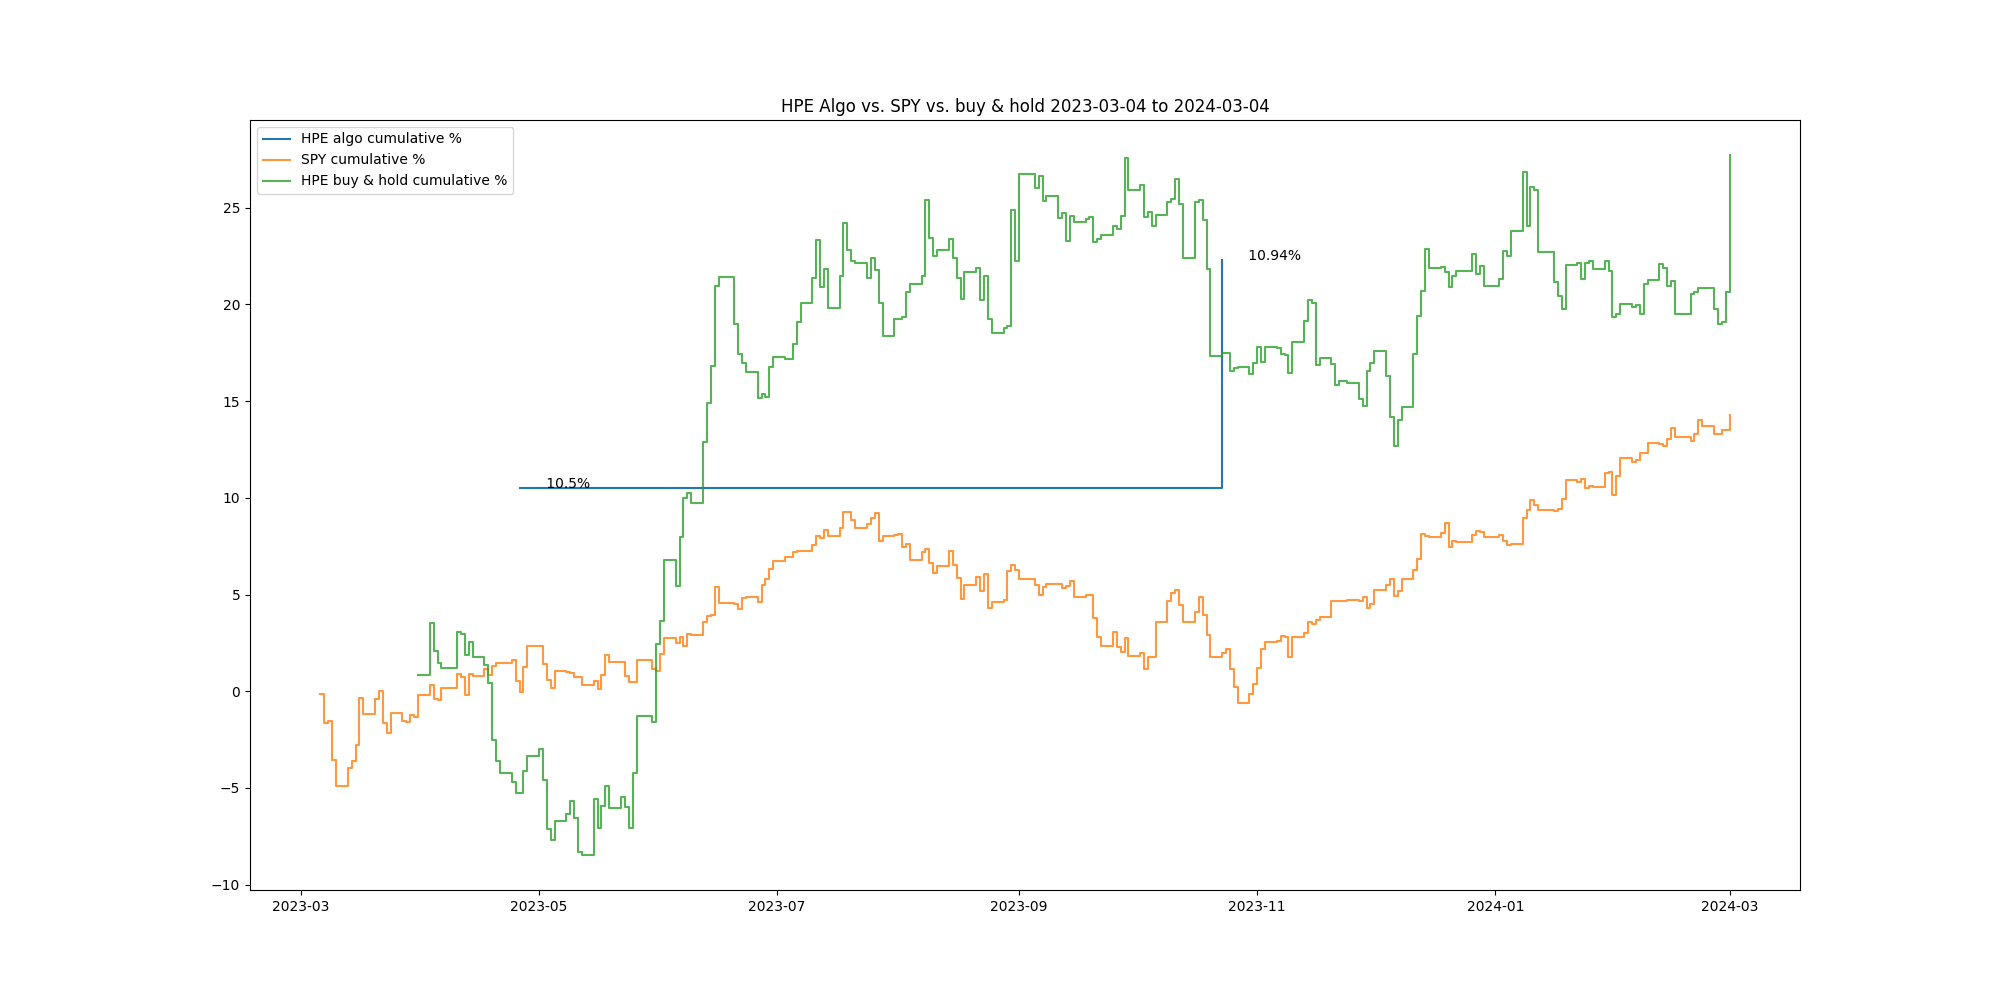 HPE Algo vs. SPY vs. buy & hold 2023-03-04 to 2024-03-04
HPE algo cumulative %
SPY cumulative %
HPE buy & hold cumulative %
25
20
15
10
5
0
−5
−10
10.94%
10.5%
2023-03 2023-05 2023-07 2023-09 2023-11 2024-01 2024-03